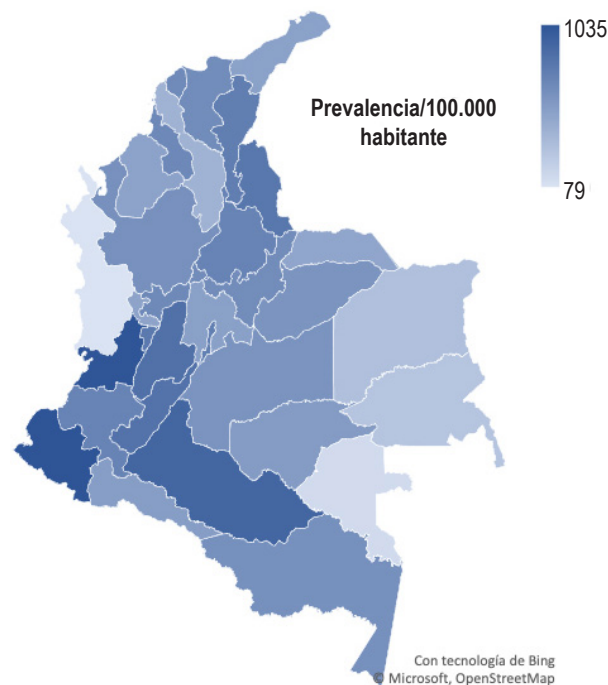 1035
Prevalencia/100.000
habitante
79
Con tecnología de Bing
© Microsoft, OpenStreetMap